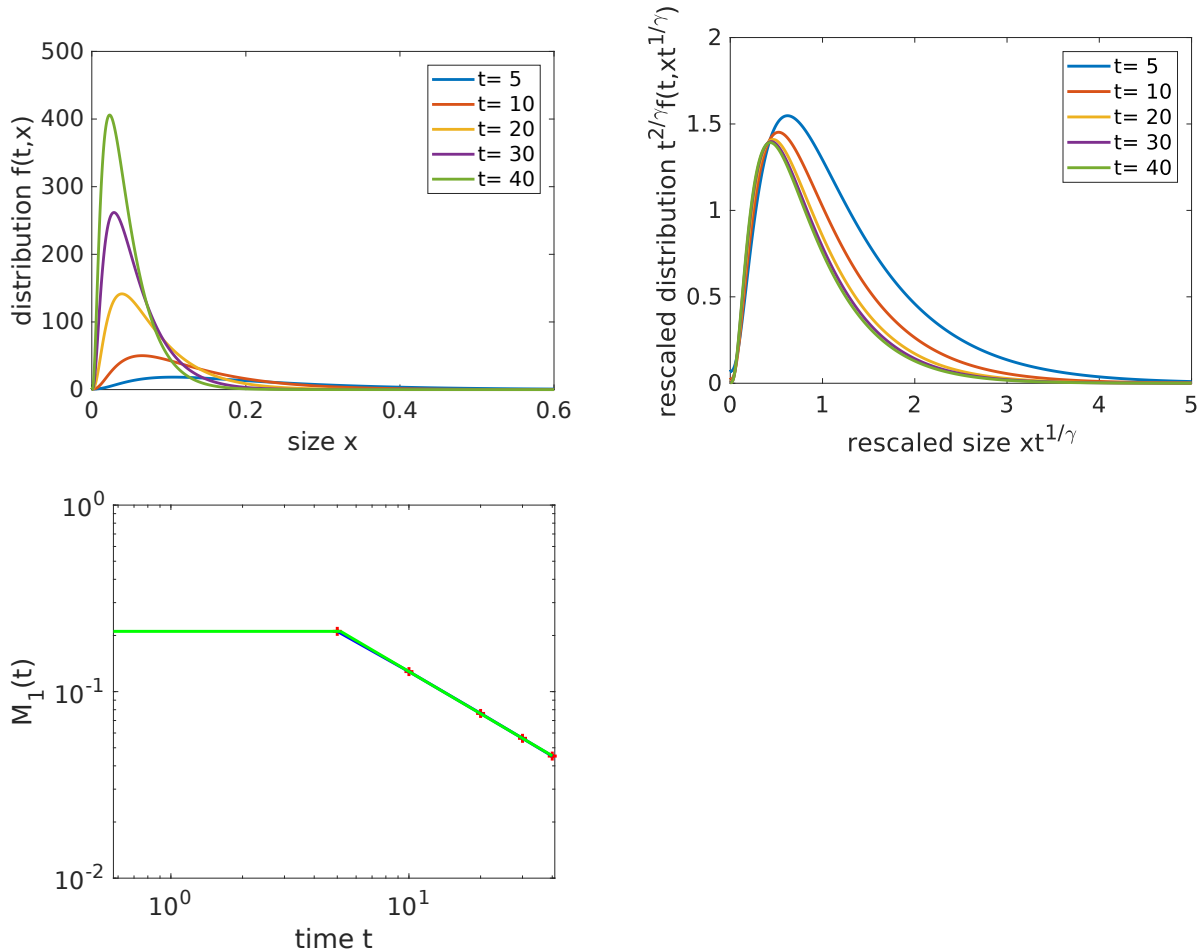 500
400
300
200
100
0
0
0.2
0.4
0.6
distribution f(t,x)
size x
t= 5
t= 10
t= 20
t= 30
t= 40
2
1.5
1
0.5
0
0
1
2
3
4
5
rescaled distribution t^{2/γ}f(t,xt^{1/γ})
rescaled size xt^{1/γ}
t= 5
t= 10
t= 20
t= 30
t= 40
10^0
10^{-1}
10^{-2}
10^0
10^1
M_1(t)
time t